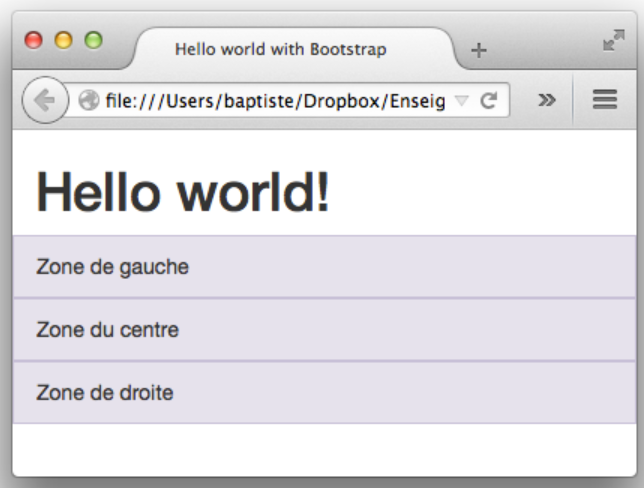 Hello world with Bootstrap
file:///Users/baptiste/Dropbox/Enseig
Hello world!
Zone de gauche
Zone du centre
Zone de droite